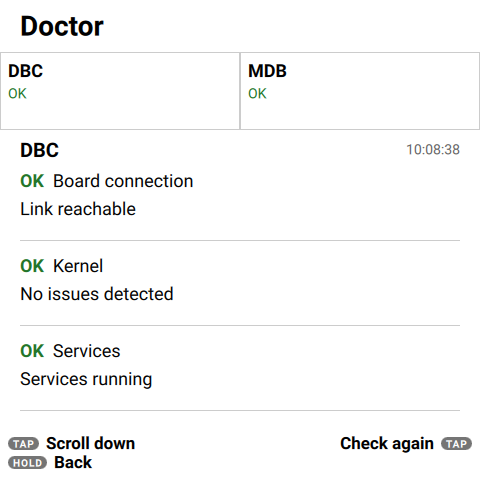 Doctor
DBC
OK
MDB
OK
DBC 10:08:38
OK Board connection
Link reachable
OK Kernel
No issues detected
OK Services
Services running
TAP Scroll down
HOLD Back
Check again TAP